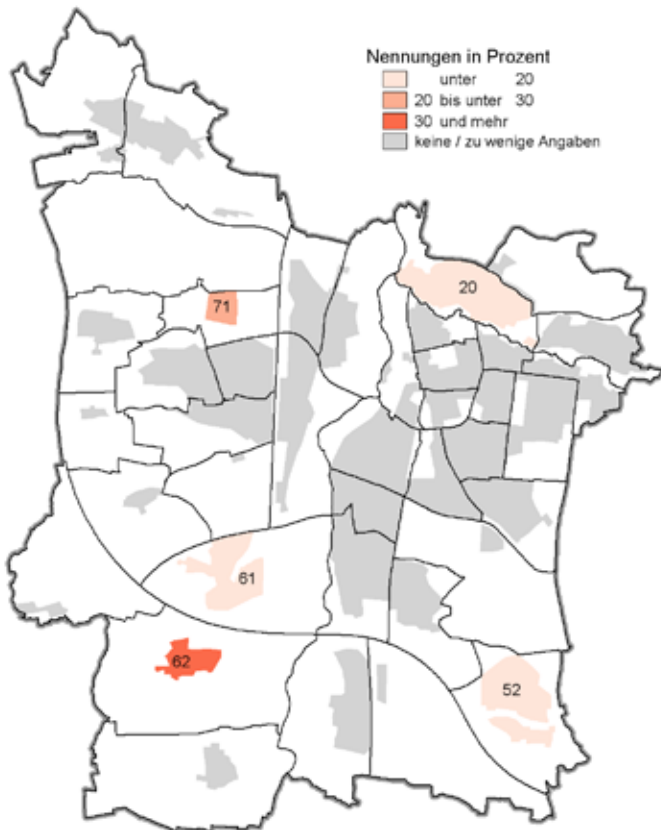 Nennungen in Prozent
unter 20
20 bis unter 30
30 und mehr
keine / zu wenige Angaben
20
71
61
62
52